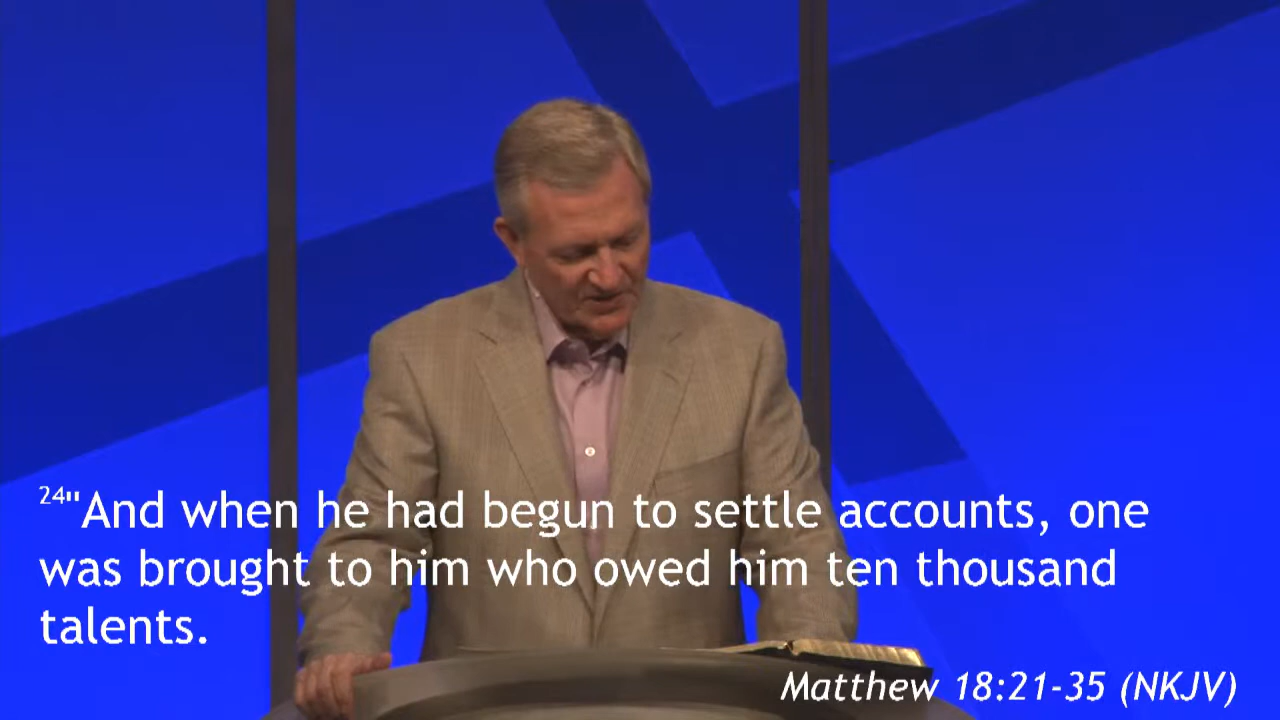 24"And when he had begun to settle accounts, one
was brought to him who owed him ten thousand
talents.
Matthew 18:21-35 (NKJV)